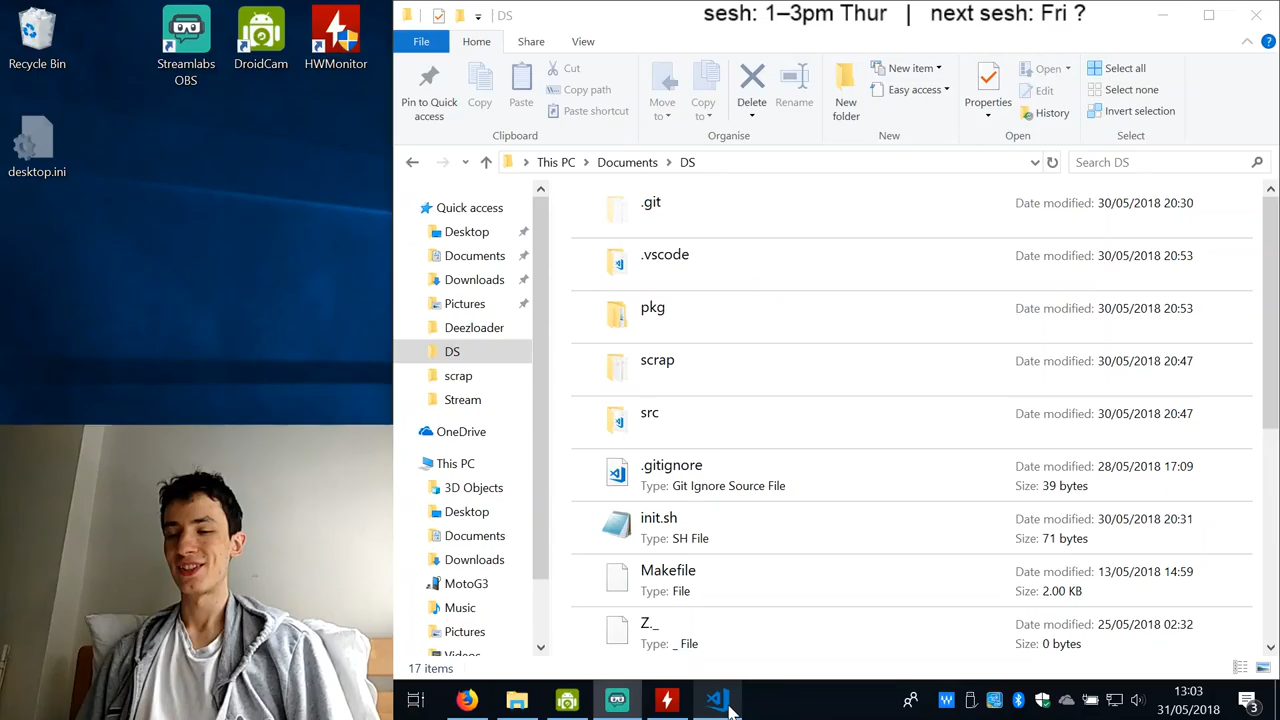 sesh: 1–3pm Thur | next sesh: Fri ?
Recycle Bin
Streamlabs OBS
DroidCam
HWMonitor
desktop.ini
DS
File
Home
Share
View
Pin to Quick access
Copy
Paste
Cut
Copy path
Paste shortcut
Clipboard
Move to
Copy to
Delete
Rename
Organise
New folder
New item
Easy access
New
Properties
Open
Edit
History
Open
Select all
Select none
Invert selection
Select
This PC > Documents > DS
Search DS
Quick access
Desktop
Documents
Downloads
Pictures
Deezloader
DS
scrap
Stream
OneDrive
This PC
3D Objects
Desktop
Documents
Downloads
MotoG3
Music
Pictures
Videos
.git
Date modified: 30/05/2018 20:30
.vscode
Date modified: 30/05/2018 20:53
pkg
Date modified: 30/05/2018 20:53
scrap
Date modified: 30/05/2018 20:47
src
Date modified: 30/05/2018 20:47
.gitignore
Date modified: 28/05/2018 17:09
Type: Git Ignore Source File
Size: 39 bytes
init.sh
Date modified: 30/05/2018 20:31
Type: SH File
Size: 71 bytes
Makefile
Date modified: 13/05/2018 14:59
Type: File
Size: 2.00 KB
Z._
Date modified: 25/05/2018 02:32
Type: _ File
Size: 0 bytes
17 items
13:03
31/05/2018
3